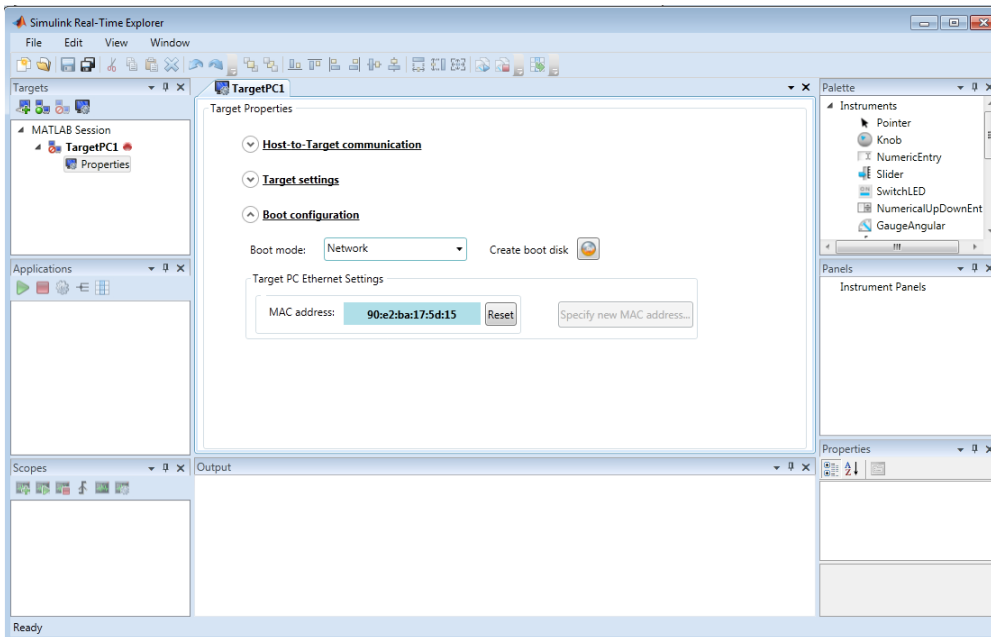 Simulink Real-Time Explorer
File Edit View Window
Targets
MATLAB Session
TargetPC1
Properties
Applications
Scopes
TargetPC1
Target Properties
Host-to-Target communication
Target settings
Boot configuration
Boot mode: Network Create boot disk
Target PC Ethernet Settings
MAC address: 90:e2:ba:17:5d:15 Reset Specify new MAC address...
Output
Palette
Instruments
Pointer
Knob
NumericEntry
Slider
SwitchLED
NumericalUpDownEnt
GaugeAngular
Panels
Instrument Panels
Properties
Ready